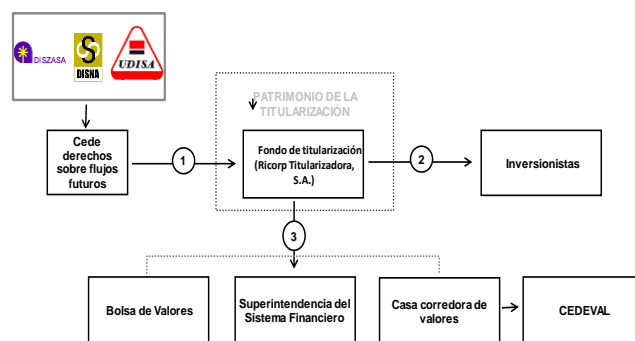 DISZASA
S
DISNA
UDISA
PATRIMONIO DE LA
TITULARIZACIÓN
Cede
derechos
sobre flujos
futuros
1
Fondo de titularización
(Ricorp Titularizadora,
S.A.)
2
Inversionistas
3
Bolsa de Valores
Superintendencia del
Sistema Financiero
Casa corredora de
valores
CEDEVAL